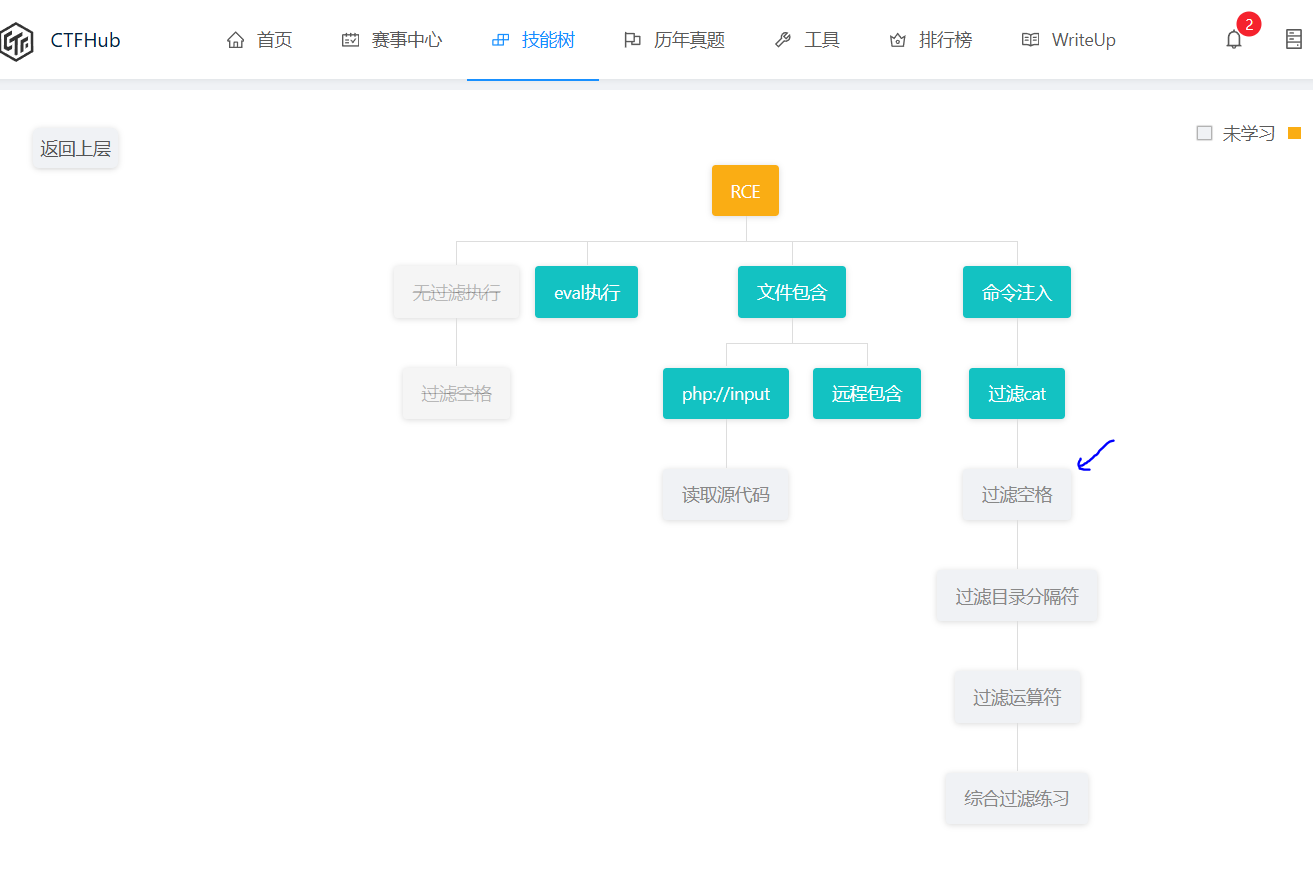 CTFHub 首页 赛事中心 技能树 历年真题 工具 排行榜 WriteUp 2
返回上层 未学习
RCE
无过滤执行 eval执行 文件包含 命令注入
过滤空格 php://input 远程包含 过滤cat
读取源代码 过滤空格
过滤目录分隔符
过滤运算符
综合过滤练习